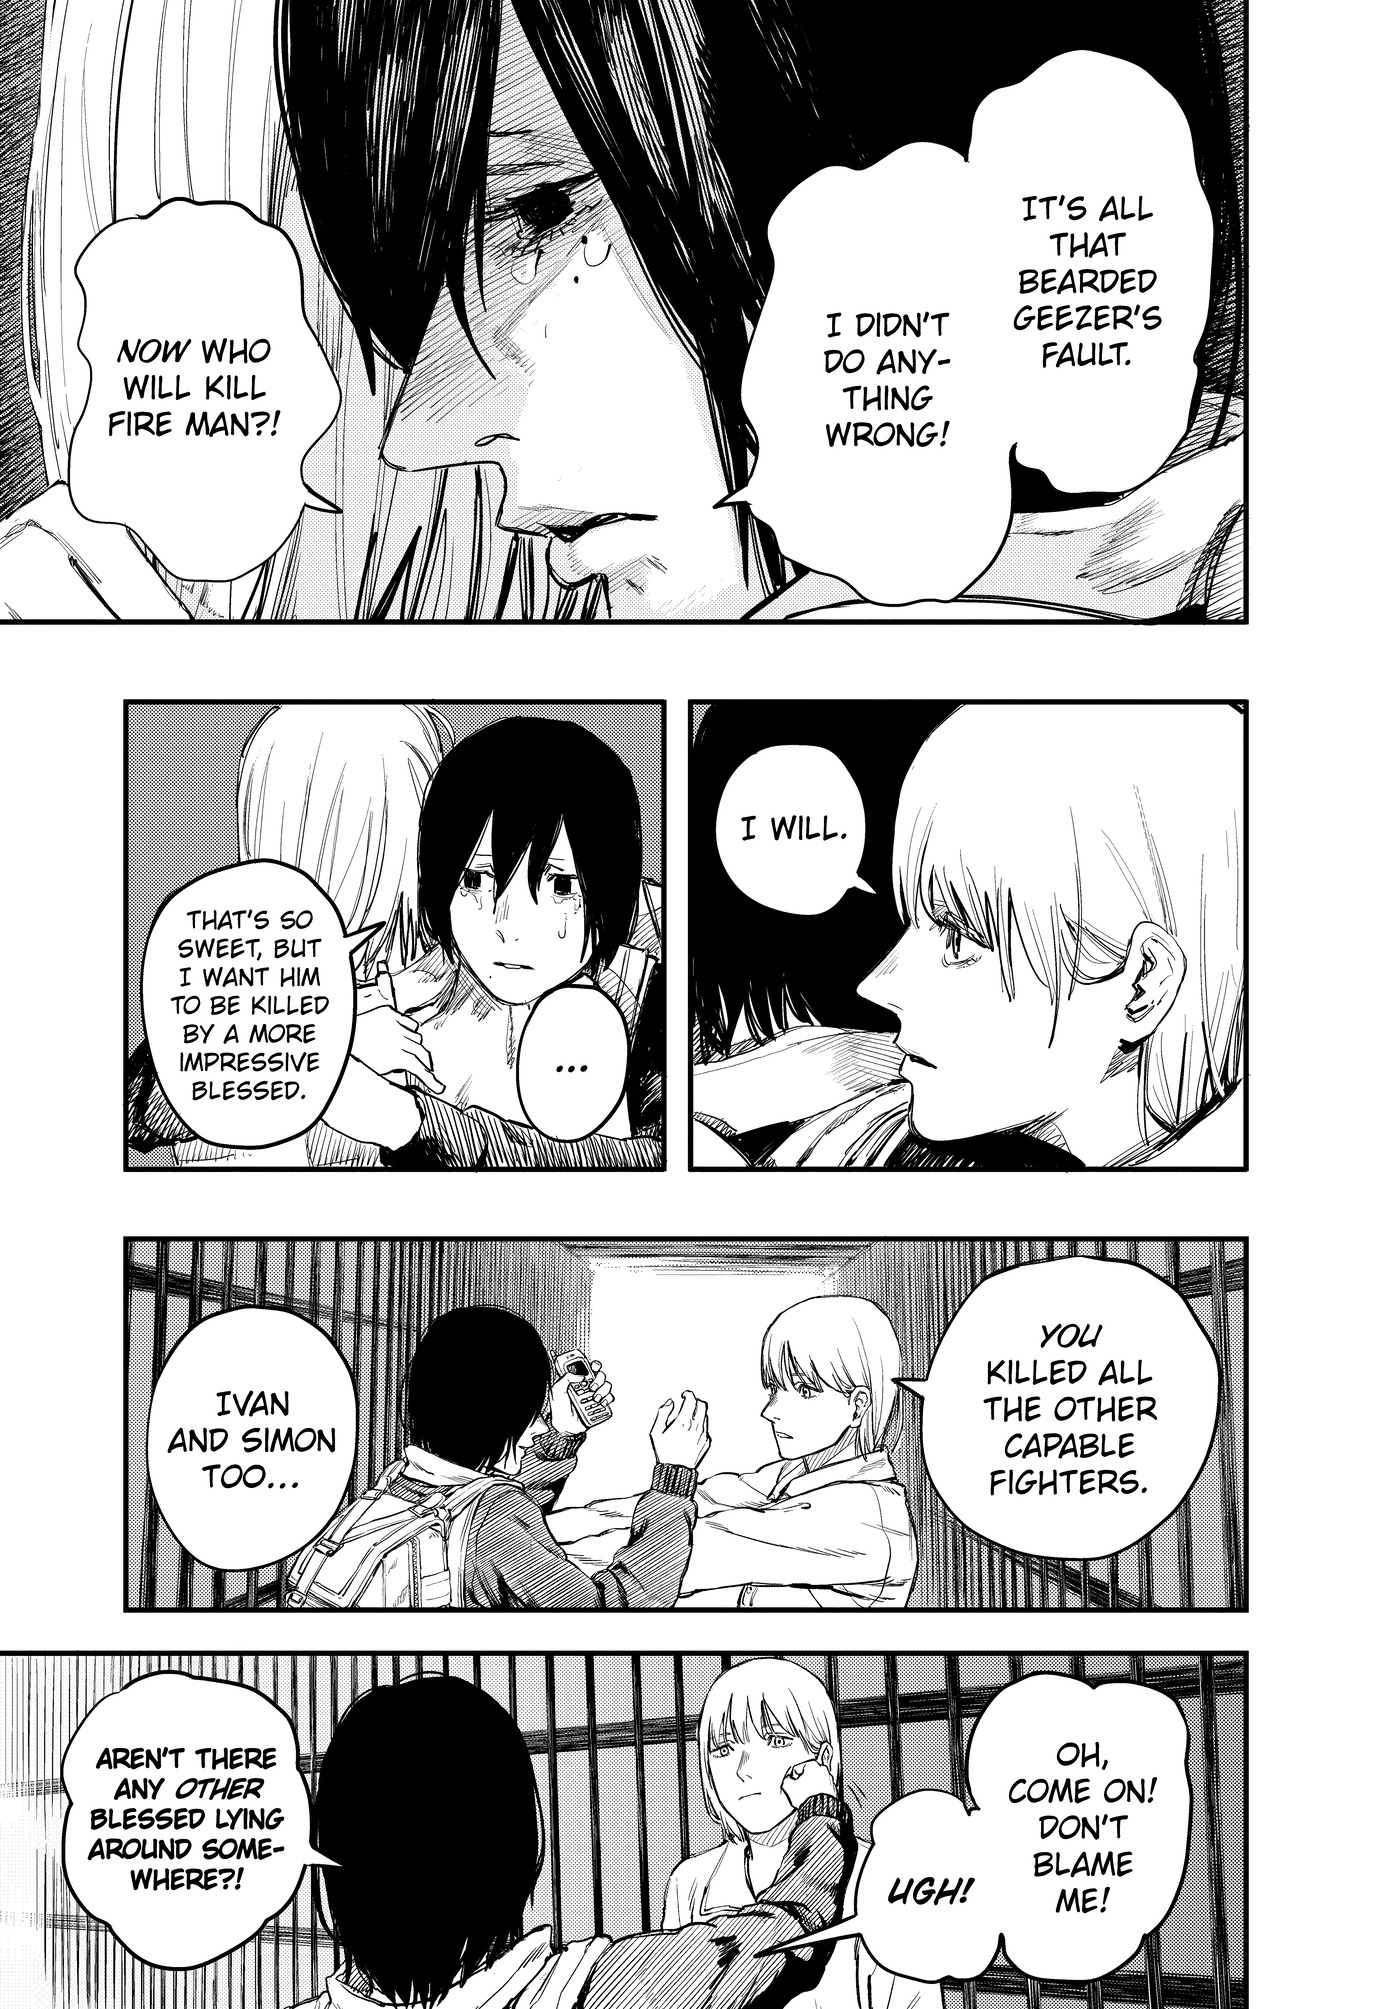 IT'S ALL
THAT
BEARDED
GEEZER'S
FAULT.
I DIDN'T
DO ANY-
THING
WRONG!
NOW WHO
WILL KILL
FIRE MAN?!
I WILL.
...
THAT'S SO
SWEET, BUT
I WANT HIM
TO BE KILLED
BY A MORE
IMPRESSIVE
BLESSED.
YOU
KILLED ALL
THE OTHER
CAPABLE
FIGHTERS.
IVAN
AND SIMON
TOO...
OH,
COME ON!
DON'T
BLAME
ME!
UGH!
AREN'T THERE
ANY OTHER
BLESSED LYING
AROUND SOME-
WHERE?!